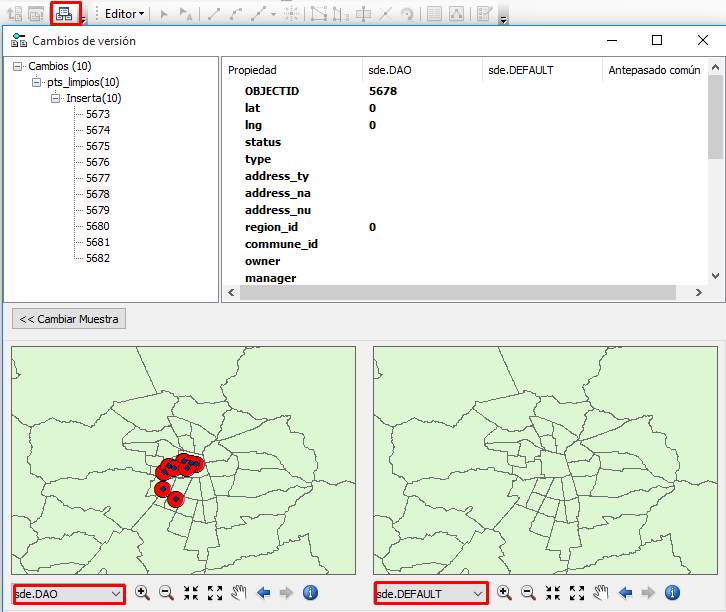 Editor
Cambios de versión
Cambios (10)
pts_limpios(10)
Inserta(10)
5673
5674
5675
5676
5677
5678
5679
5680
5681
5682
Propiedad sde.DAO sde.DEFAULT Antepasado común
OBJECTID 5678
lat 0
lng 0
status
type
address_ty
address_na
address_nu
region_id 0
commune_id
owner
manager
<< Cambiar Muestra
sde.DAO
sde.DEFAULT